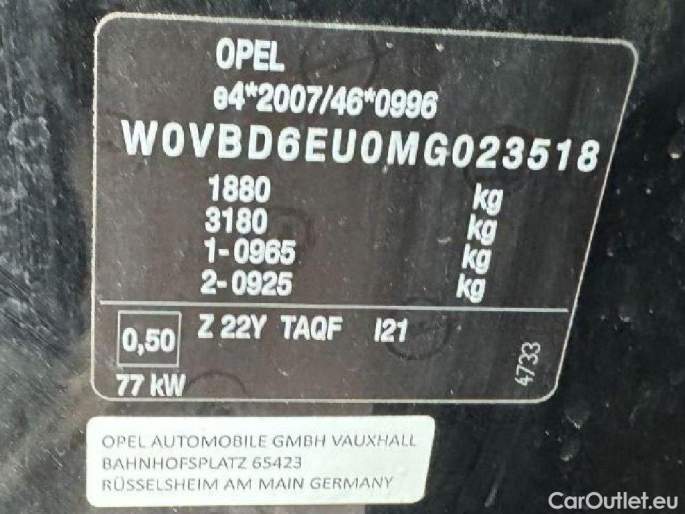 OPEL
e4*2007/46*0996
W0VBD6EU0MG023518
1880 kg
3180 kg
1-0965 kg
2-0925 kg
0,50 Z 22Y TAQF I21
77 kW
4733
OPEL AUTOMOBILE GMBH VAUXHALL
BAHNHOFSPLATZ 65423
RÜSSELSHEIM AM MAIN GERMANY
CarOutlet.eu